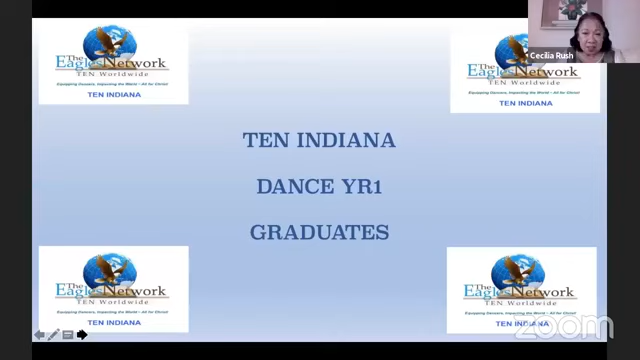 The
Eagles Network
TEN Worldwide
Equipping Dancers, Impacting the World ~ All for Christ!
TEN INDIANA
Cecilia Rush
The
Eagles Network
TEN Worldwide
Equipping Dancers, Impacting the World ~ All for Christ!
TEN INDIANA
TEN INDIANA
DANCE YR1
GRADUATES
The
Eagles Network
TEN Worldwide
Equipping Dancers, Impacting the World ~ All for Christ!
TEN INDIANA
The
Eagles Network
TEN Worldwide
Equipping Dancers, Impacting the World ~ All for Christ!
TEN INDIANA
zoom